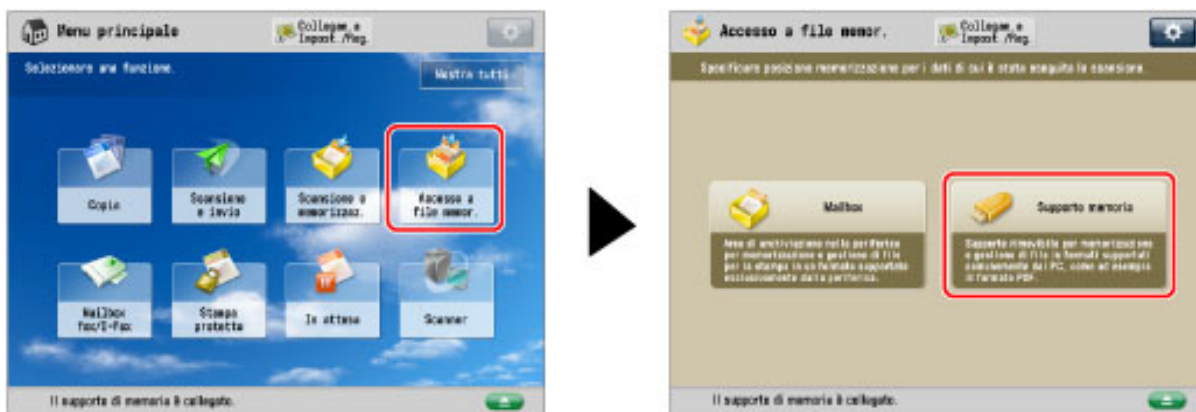 Menu principale
Collegam. e
Impost./Reg.
Selezionare una funzione.
Mostra tutti
Copia
Scansione
e invio
Scansione e
memorizzaz.
Accesso a
file memor.
Mailbox
fax/I-Fax
Stampa
protetta
In attesa
Scanner
Il supporto di memoria è collegato.
Accesso a file memor.
Collegam. e
Impost./Reg.
Specificare posizione memorizzazione per i dati di cui è stata eseguita la scansione.
Mailbox
Area di archiviazione nella periferica
per memorizzazione e gestione di file
per la stampa in un formato supportato
esclusivamente dalla periferica.
Supporto memoria
Supporto rimovibile per memorizzazione
e gestione di file in formati supportati
comunemente dai PC, come ad esempio
il formato PDF.
Il supporto di memoria è collegato.